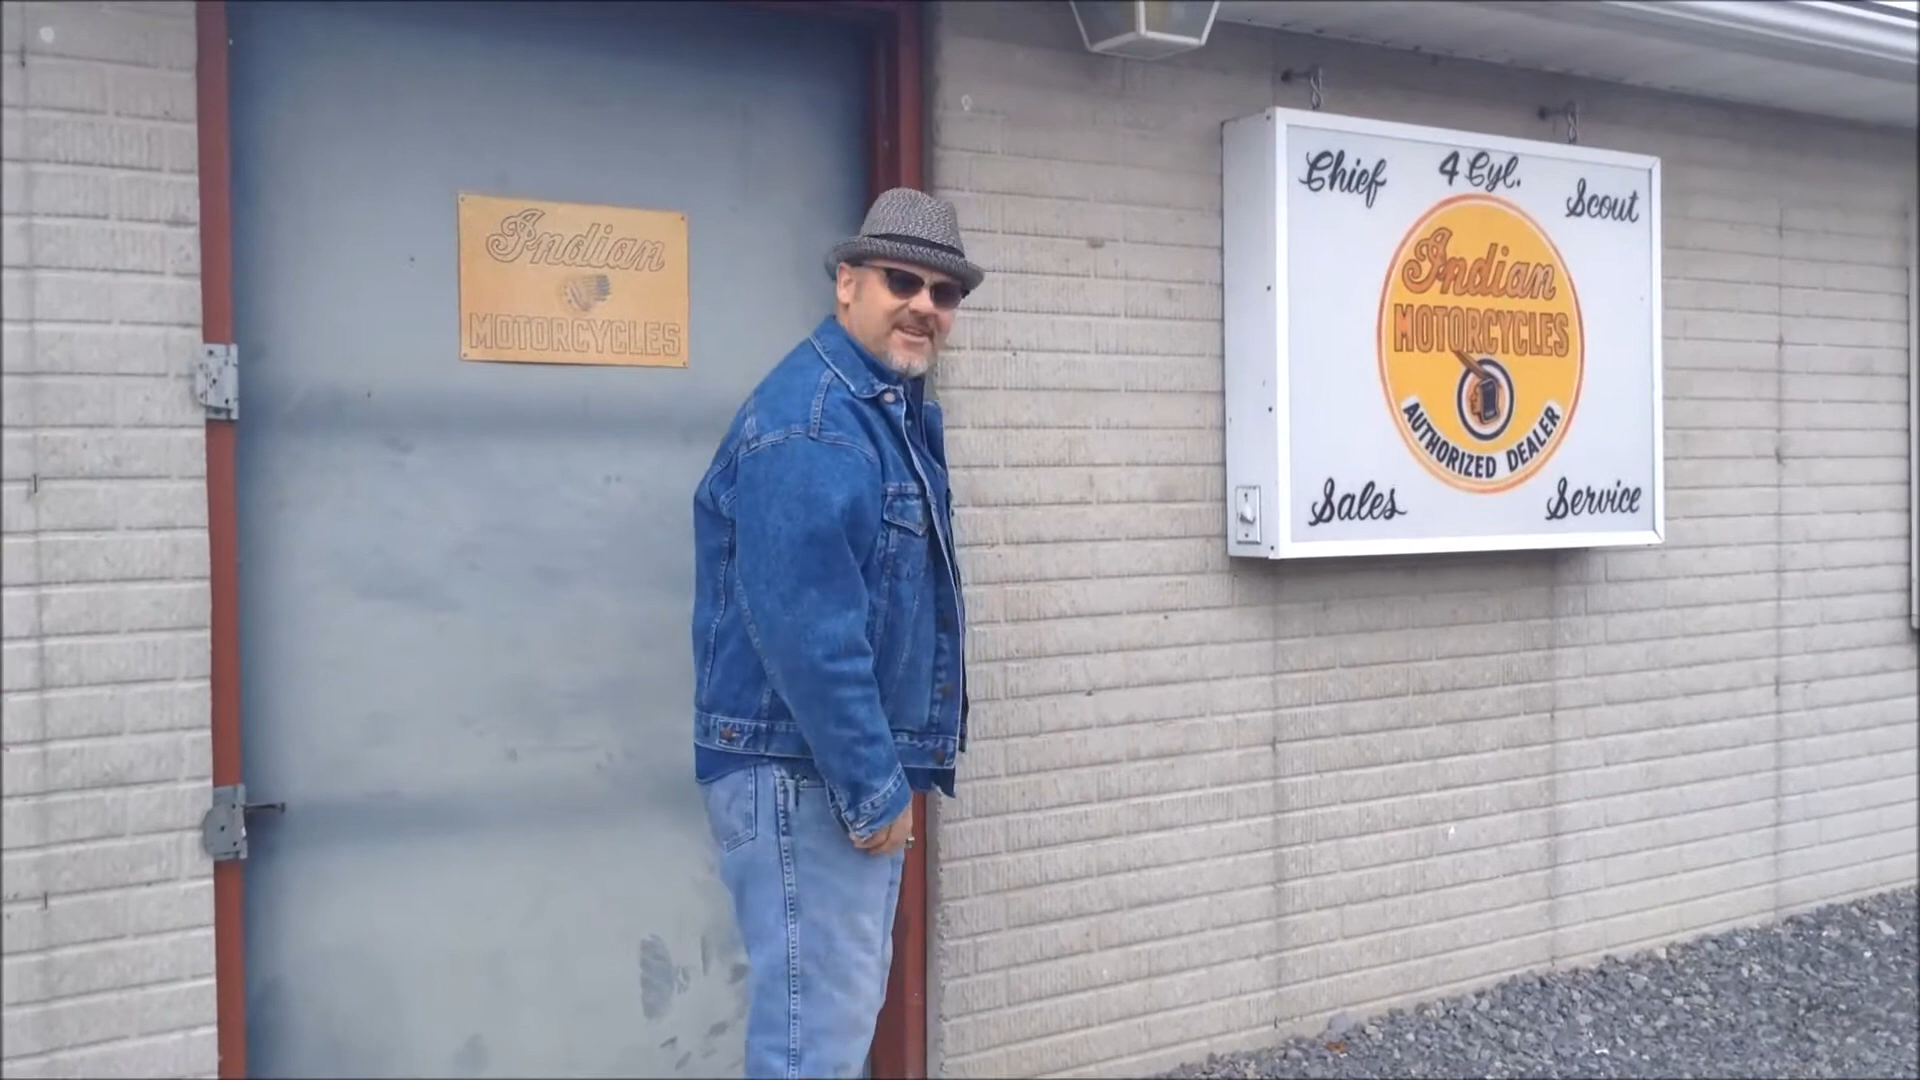 Indian
MOTORCYCLES
Chief
4 Cyl.
Scout
Indian
MOTORCYCLES
AUTHORIZED DEALER
Sales
Service